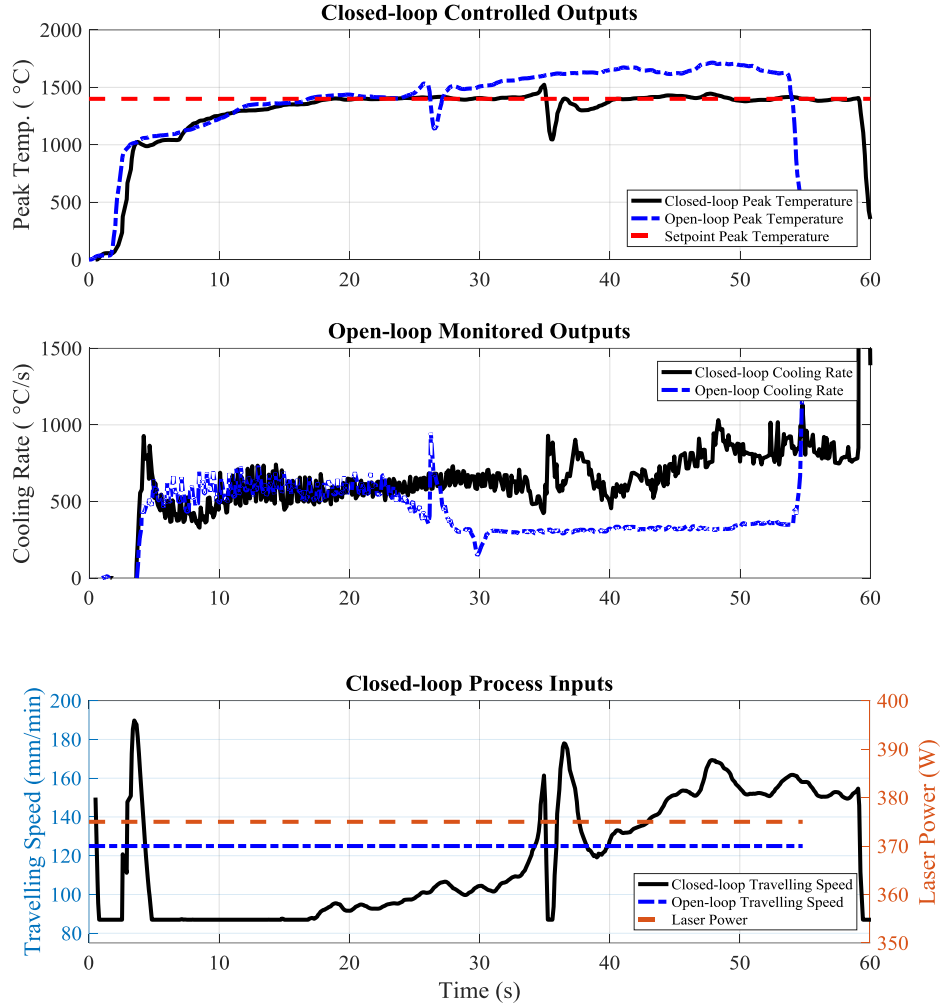 Closed-loop Controlled Outputs
2000
1500
1000
500
0
Peak Temp. ( °C)
Closed-loop Peak Temperature
Open-loop Peak Temperature
Setpoint Peak Temperature
0 10 20 30 40 50 60
Open-loop Monitored Outputs
1500
1000
500
0
Cooling Rate ( °C/s)
Closed-loop Cooling Rate
Open-loop Cooling Rate
0 10 20 30 40 50 60
Closed-loop Process Inputs
200
180
160
140
120
100
80
Travelling Speed (mm/min)
400
390
380
370
360
350
Laser Power (W)
Closed-loop Travelling Speed
Open-loop Travelling Speed
Laser Power
0 10 20 30 40 50 60
Time (s)